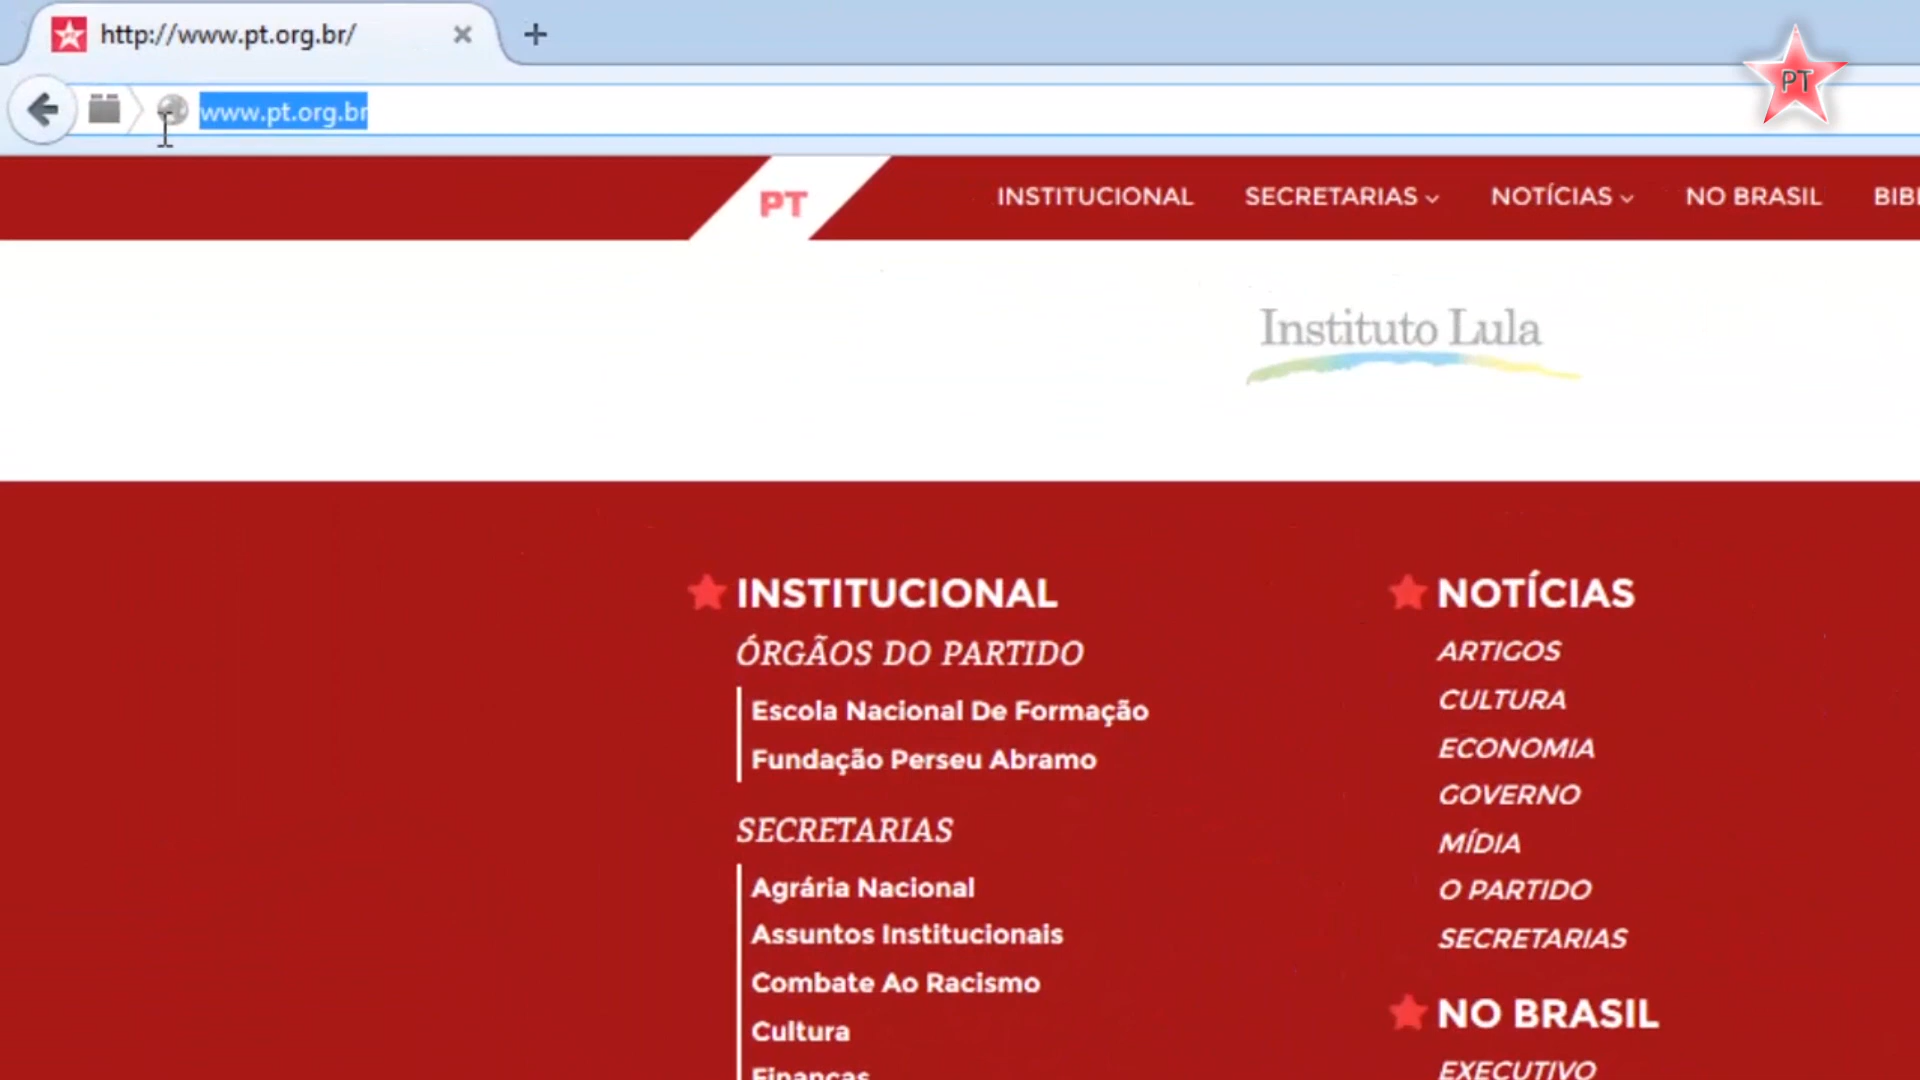 http://www.pt.org.br/
PT
www.pt.org.br
PT
INSTITUCIONAL
SECRETARIAS
NOTÍCIAS
NO BRASIL
Instituto Lula
INSTITUCIONAL
ÓRGÃOS DO PARTIDO
Escola Nacional De Formação
Fundação Perseu Abramo
SECRETARIAS
Agrária Nacional
Assuntos Institucionais
Combate Ao Racismo
Cultura
Finanças
NOTÍCIAS
ARTIGOS
CULTURA
ECONOMIA
GOVERNO
MÍDIA
O PARTIDO
SECRETARIAS
NO BRASIL
EXECUTIVO